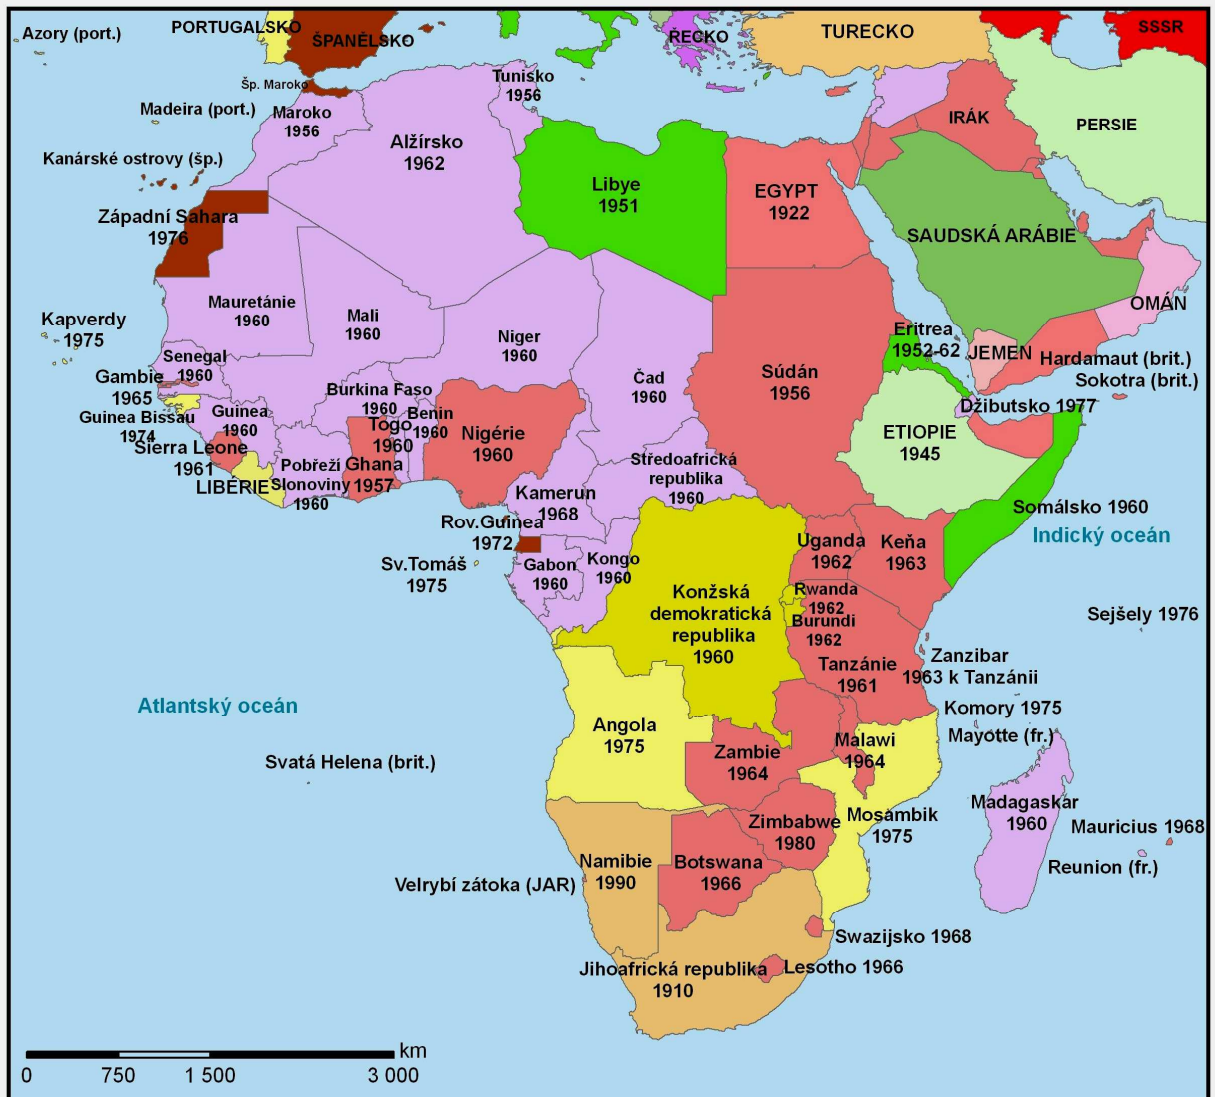 Azory (port.)
PORTUGALSKO
ŠPANĚLSKO
ŘECKO
TURECKO
SSSR
Šp. Maroko
Tunisko
1956
Madeira (port.)
Maroko
1956
Alžírsko
1962
IRÁK
PERSIE
Kanárské ostrovy (šp.)
Libye
1951
EGYPT
1922
Západní Sahara
1976
SAUDSKÁ ARÁBIE
OMÁN
Mauretánie
1960
Mali
1960
Niger
1960
Kapverdy
1975
Eritrea
1952-62
JEMEN
Hardamaut (brit.)
Sokotra (brit.)
Senegal
1960
Čad
1960
Súdán
1956
Gambie
1965
Burkina Faso
1960
Benin
1960
Džibutsko 1977
Guinea Bissau
1974
Guinea
1960
Togo
1960
Nigérie
1960
ETIOPIE
1945
Sierra Leone
1961
Pobřeží
Slonoviny
1960
Ghana
1957
LIBÉRIE
Středoafrická
republika
1960
Kamerun
1968
Somálsko 1960
Indický oceán
Rov.Guinea
1972
Uganda
1962
Keňa
1963
Sv.Tomáš
1975
Gabon
1960
Kongo
1960
Konžská
demokratická
republika
1960
Rwanda
1962
Burundi
1962
Sejšely 1976
Tanzánie
1961
Zanzibar
1963 k Tanzánii
Atlantský oceán
Komory 1975
Angola
1975
Mayotte (fr.)
Malawi
1964
Zambie
1964
Svatá Helena (brit.)
Madagaskar
1960
Mosambik
1975
Zimbabwe
1980
Mauricius 1968
Namibie
1990
Botswana
1966
Reunion (fr.)
Velrybí zátoka (JAR)
Swazijsko 1968
Jihoafrická republika
1910
Lesotho 1966
km
0 750 1 500 3 000